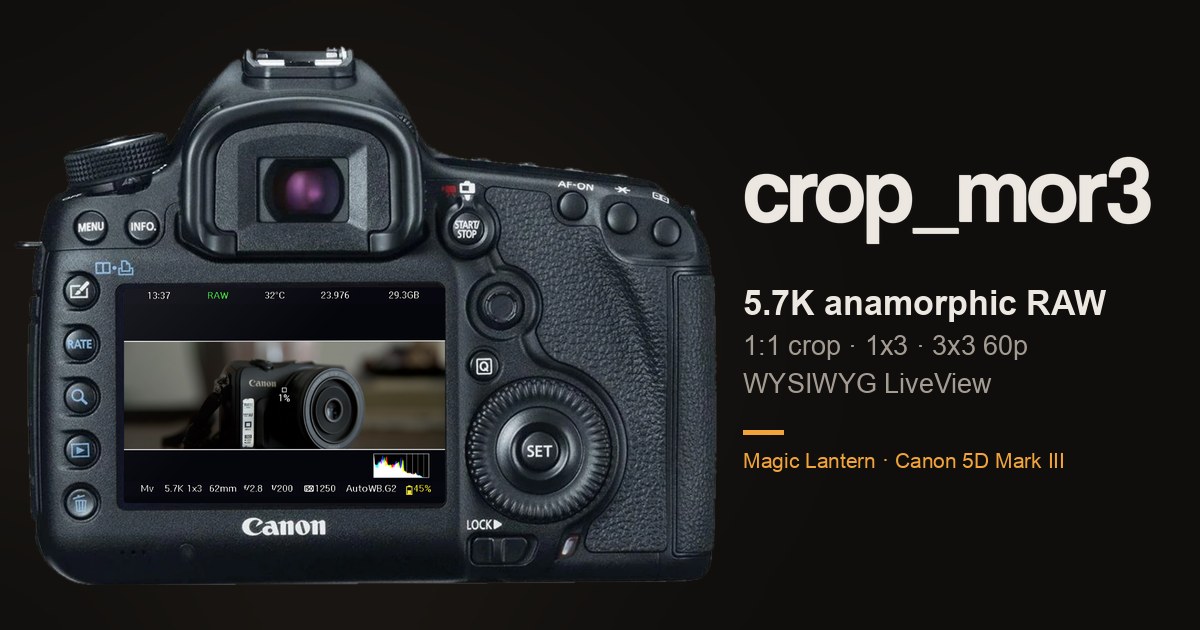 crop_mor3
5.7K anamorphic RAW
1:1 crop · 1x3 · 3x3 60p
WYSIWYG LiveView
Magic Lantern · Canon 5D Mark III
MENU
INFO.
START/
STOP
AF-ON
RATE
Q
SET
LOCK▶
Canon
13:37 RAW 32°C 23.976 29.3GB
Canon
1%
Mv 5.7K 1x3 62mm f/2.8 1/200 ISO 1250 AutoWB.G2 45%